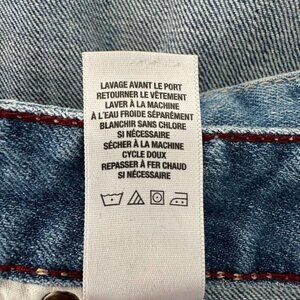 LAVAGE AVANT LE PORT
RETOURNER LE VÊTEMENT
LAVER À LA MACHINE
À L'EAU FROIDE SÉPARÉMENT
BLANCHIR SANS CHLORE
SI NÉCESSAIRE
SÉCHER À LA MACHINE
CYCLE DOUX
REPASSER À FER CHAUD
SI NÉCESSAIRE